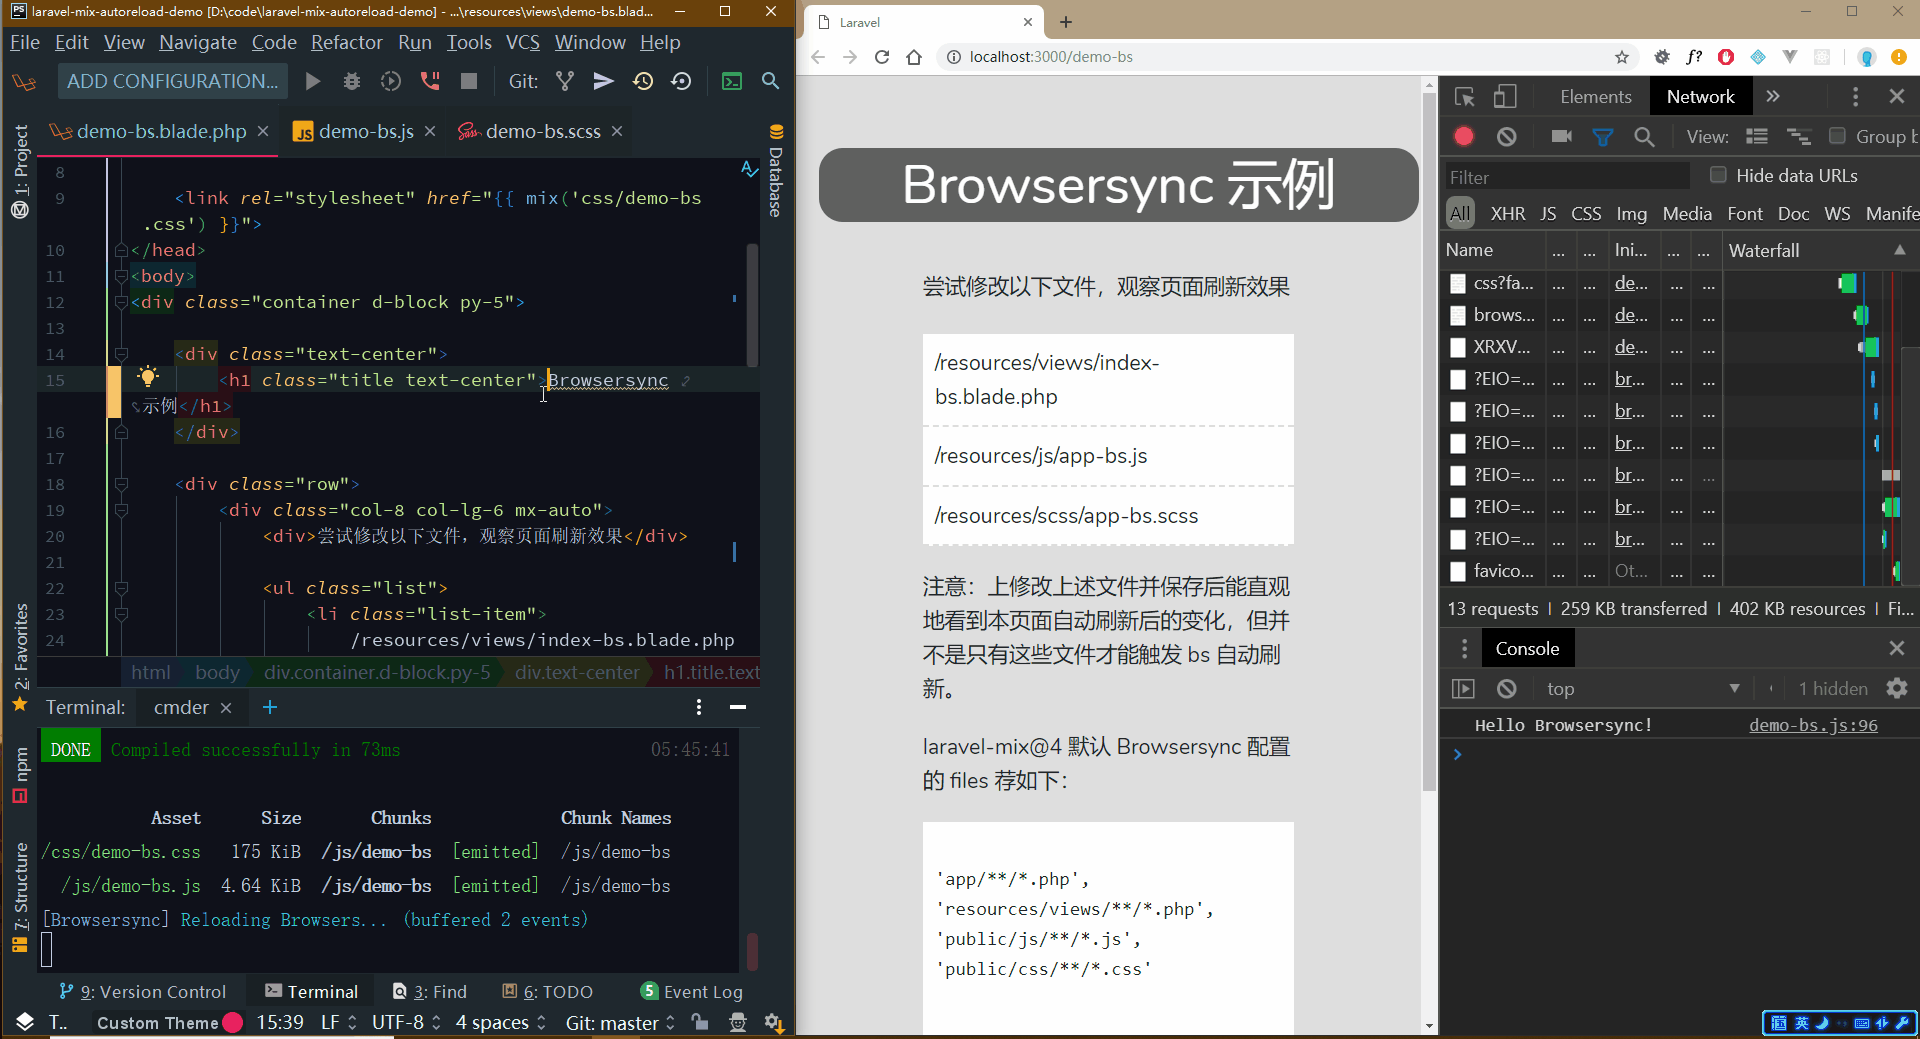 laravel-mix-autoreload-demo [D:\code\laravel-mix-autoreload-demo] - ...\resources\views\demo-bs.blad...
File Edit View Navigate Code Refactor Run Tools VCS Window Help
ADD CONFIGURATION... Git:
demo-bs.blade.php × demo-bs.js × demo-bs.scss ×
1: Project
2: Favorites
npm
7: Structure
Database
8
9 <link rel="stylesheet" href="{{ mix('css/demo-bs
.css') }}">
10 </head>
11 <body>
12 <div class="container d-block py-5">
13
14 <div class="text-center">
15 <h1 class="title text-center">Browsersync
示例</h1>
16 </div>
17
18 <div class="row">
19 <div class="col-8 col-lg-6 mx-auto">
20 <div>尝试修改以下文件，观察页面刷新效果</div>
21
22 <ul class="list">
23 <li class="list-item">
24 /resources/views/index-bs.blade.php
html body div.container.d-block.py-5 div.text-center h1.title.text
Terminal: cmder × +
DONE Compiled successfully in 73ms 05:45:41
Asset Size Chunks Chunk Names
/css/demo-bs.css 175 KiB /js/demo-bs [emitted] /js/demo-bs
/js/demo-bs.js 4.64 KiB /js/demo-bs [emitted] /js/demo-bs
[Browsersync] Reloading Browsers... (buffered 2 events)
9: Version Control Terminal 3: Find 6: TODO 5 Event Log
T.. Custom Theme 15:39 LF UTF-8 4 spaces Git: master
Laravel
localhost:3000/demo-bs
f?
Browsersync 示例
尝试修改以下文件，观察页面刷新效果
/resources/views/index-
bs.blade.php
/resources/js/app-bs.js
/resources/scss/app-bs.scss
注意：上修改上述文件并保存后能直观
地看到本页面自动刷新后的变化，但并
不是只有这些文件才能触发 bs 自动刷
新。
laravel-mix@4 默认 Browsersync 配置
的 files 荐如下：
'app/**/*.php',
'resources/views/**/*.php',
'public/js/**/*.js',
'public/css/**/*.css'
Elements Network »
View: Group b
Filter Hide data URLs
All XHR JS CSS Img Media Font Doc WS Manife
Name ... ... Ini... ... ... Waterfall
css?fa... ... ... de... ... ...
brows... ... ... de... ... ...
XRXV... ... ... de... ... ...
?EIO=... ... ... br... ... ...
?EIO=... ... ... br... ... ...
?EIO=... ... ... br... ... ...
?EIO=... ... ... br... ... ...
?EIO=... ... ... br... ... ...
?EIO=... ... ... br... ... ...
favico... ... ... Ot... ... ...
13 requests | 259 KB transferred | 402 KB resources | Fi...
Console
top 1 hidden
Hello Browsersync! demo-bs.js:96
英